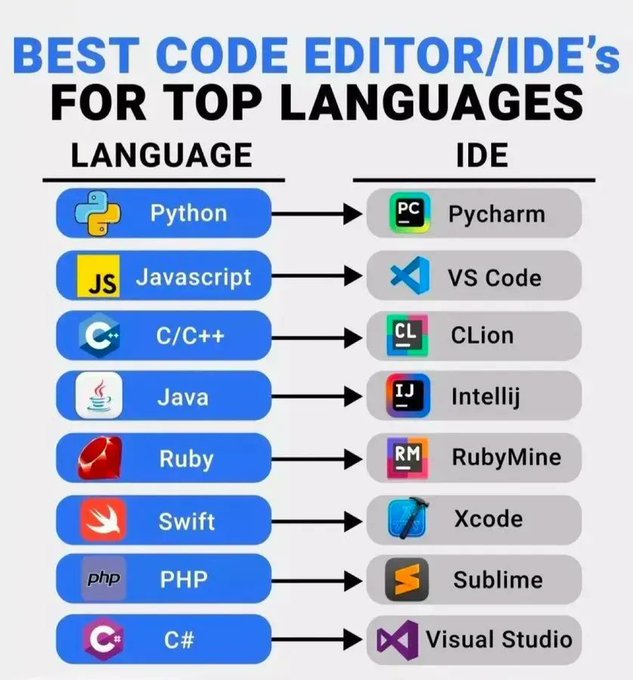 BEST CODE EDITOR/IDE’s
FOR TOP LANGUAGES
LANGUAGE IDE
Python PC Pycharm
JS Javascript VS Code
C++ C/C++ CL CLion
Java IJ Intellij
Ruby RM RubyMine
Swift Xcode
php PHP Sublime
C# C# Visual Studio